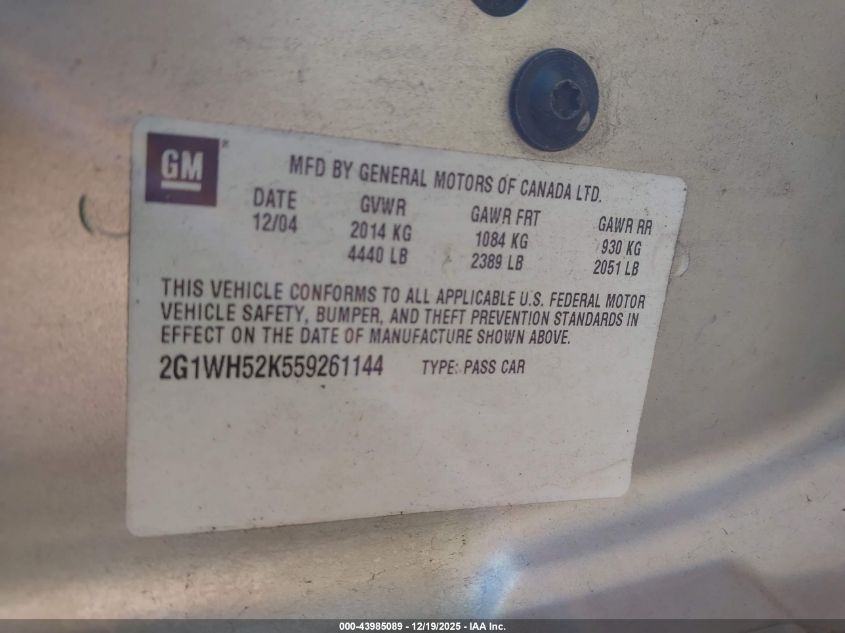 GM®
MFD BY GENERAL MOTORS OF CANADA LTD.
DATE GVWR GAWR FRT GAWR RR
12/04 2014 KG 1084 KG 930 KG
4440 LB 2389 LB 2051 LB
THIS VEHICLE CONFORMS TO ALL APPLICABLE U.S. FEDERAL MOTOR
VEHICLE SAFETY, BUMPER, AND THEFT PREVENTION STANDARDS IN
EFFECT ON THE DATE OF MANUFACTURE SHOWN ABOVE.
2G1WH52K559261144 TYPE: PASS CAR
000-43985089 - 12/19/2025 - IAA Inc.